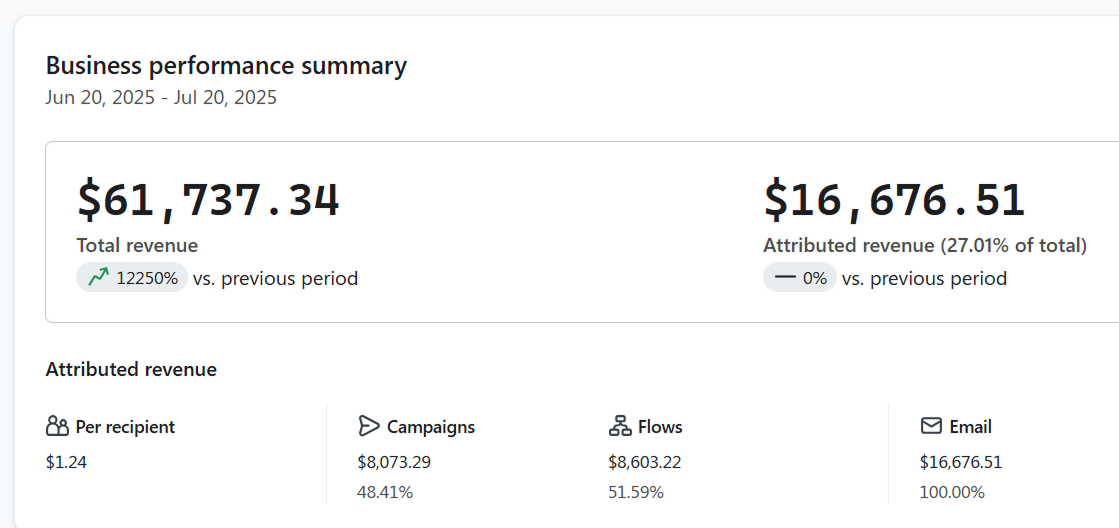 Business performance summary
Jun 20, 2025 - Jul 20, 2025
$61,737.34
Total revenue
12250% vs. previous period
$16,676.51
Attributed revenue (27.01% of total)
0% vs. previous period
Attributed revenue
Per recipient
$1.24
Campaigns
$8,073.29
48.41%
Flows
$8,603.22
51.59%
Email
$16,676.51
100.00%